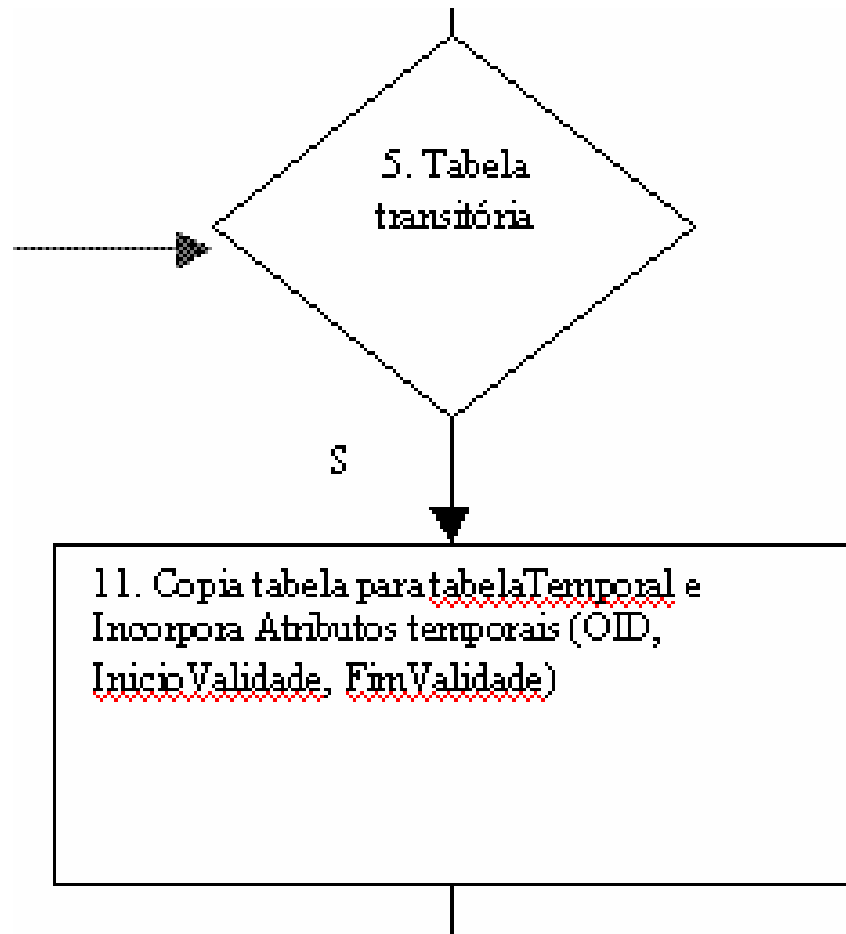 5. Tabela
transitória
S
11. Copia tabela para tabelaTemporal e
Incorpora Atributos temporais (OID,
InicioValidade, FimValidade)